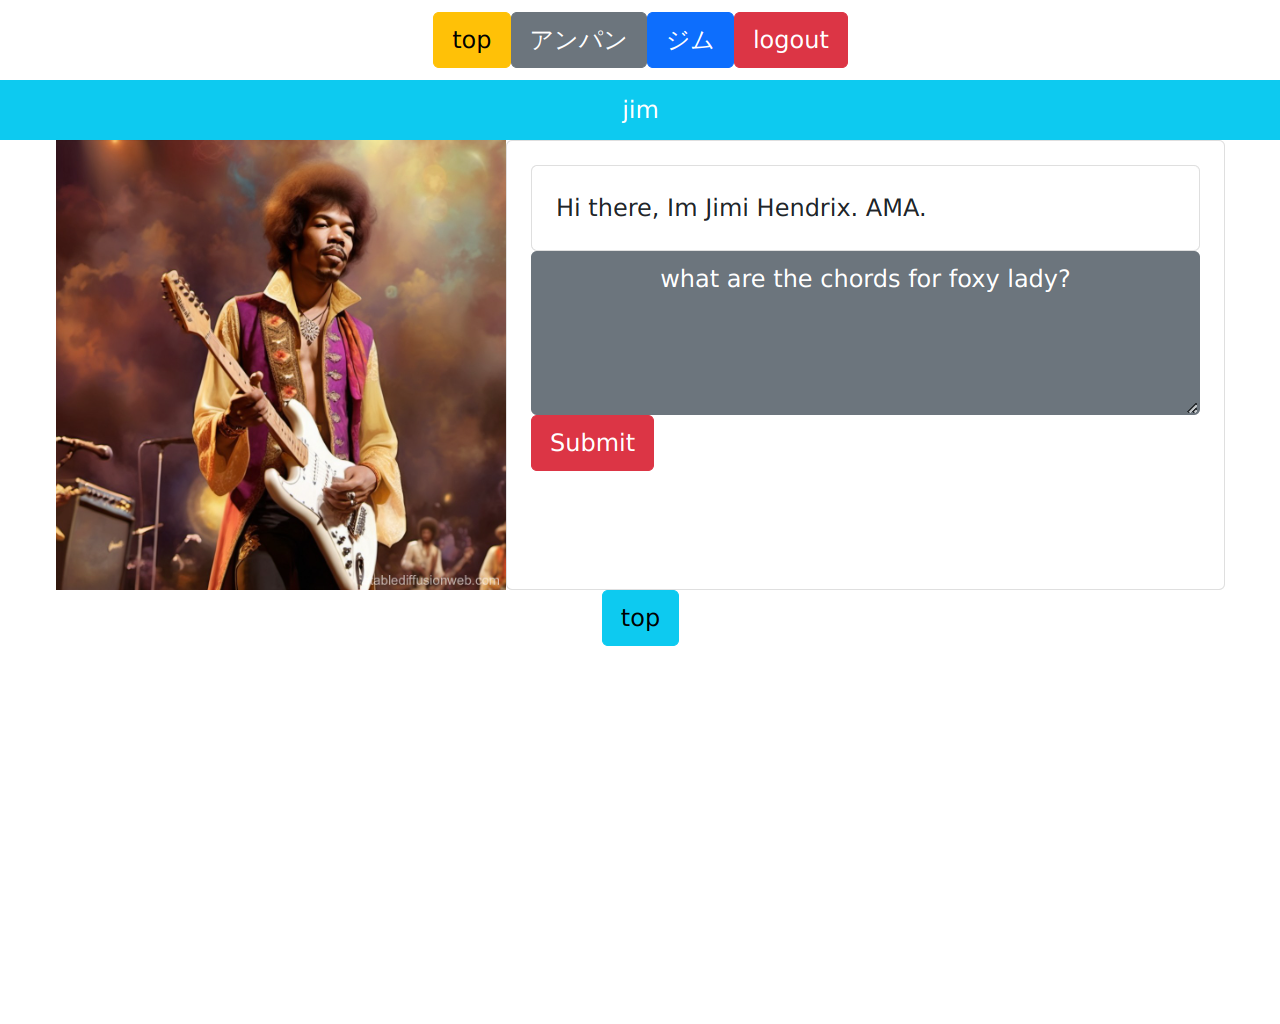 top アンパン ジム logout
jim
Hi there, Im Jimi Hendrix. AMA.
what are the chords for foxy lady?
Submit
ablediffusionweb.com
top